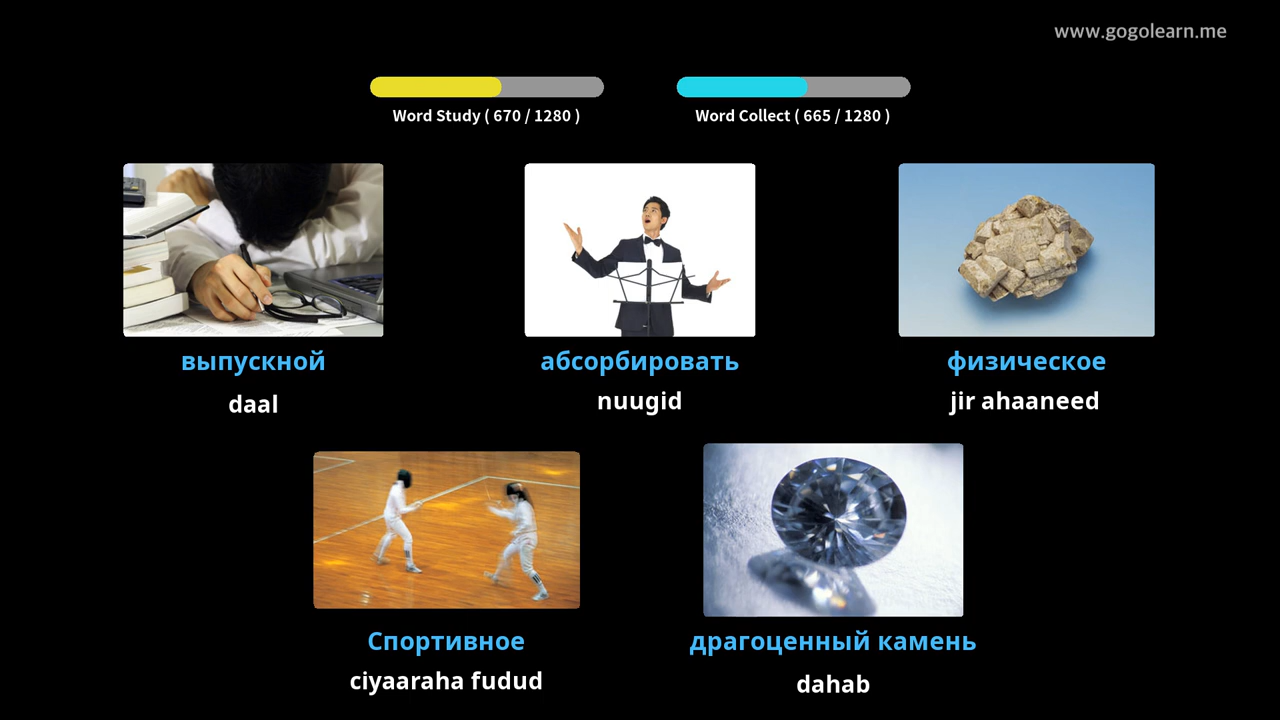 www.gogolearn.me
Word Study ( 670 / 1280 )
Word Collect ( 665 / 1280 )
выпускной
daal
абсорбировать
nuugid
физическое
jir ahaaneed
Спортивное
ciyaaraha fudud
драгоценный камень
dahab